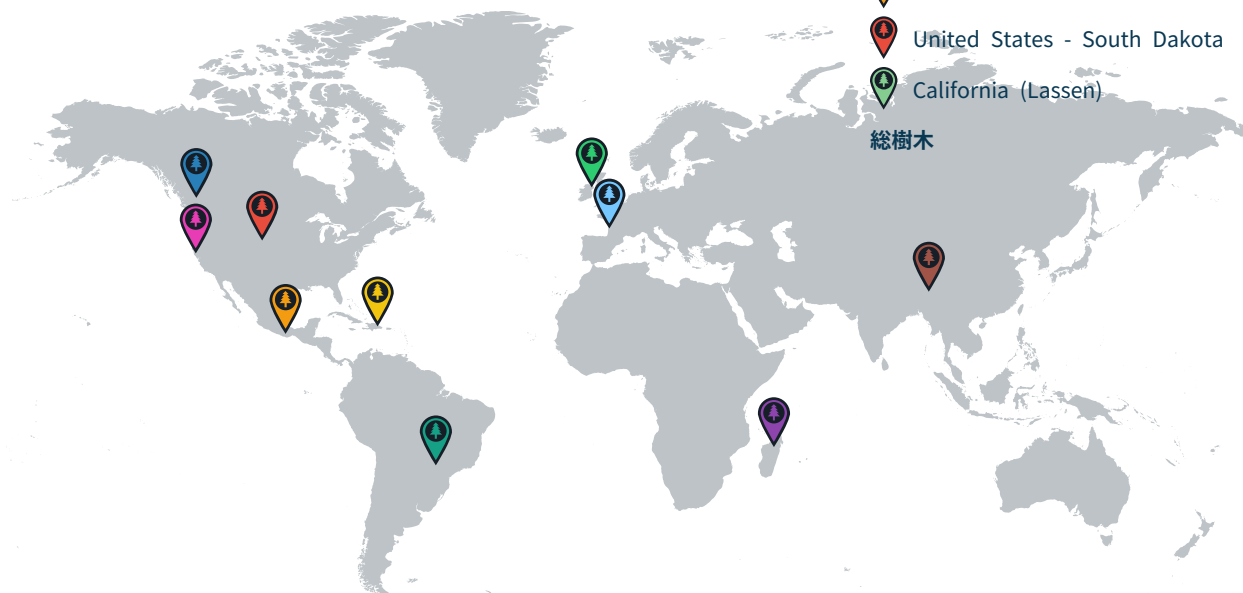 United States - South Dakota
California (Lassen)
総樹木